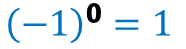 (−1)⁰ = 1